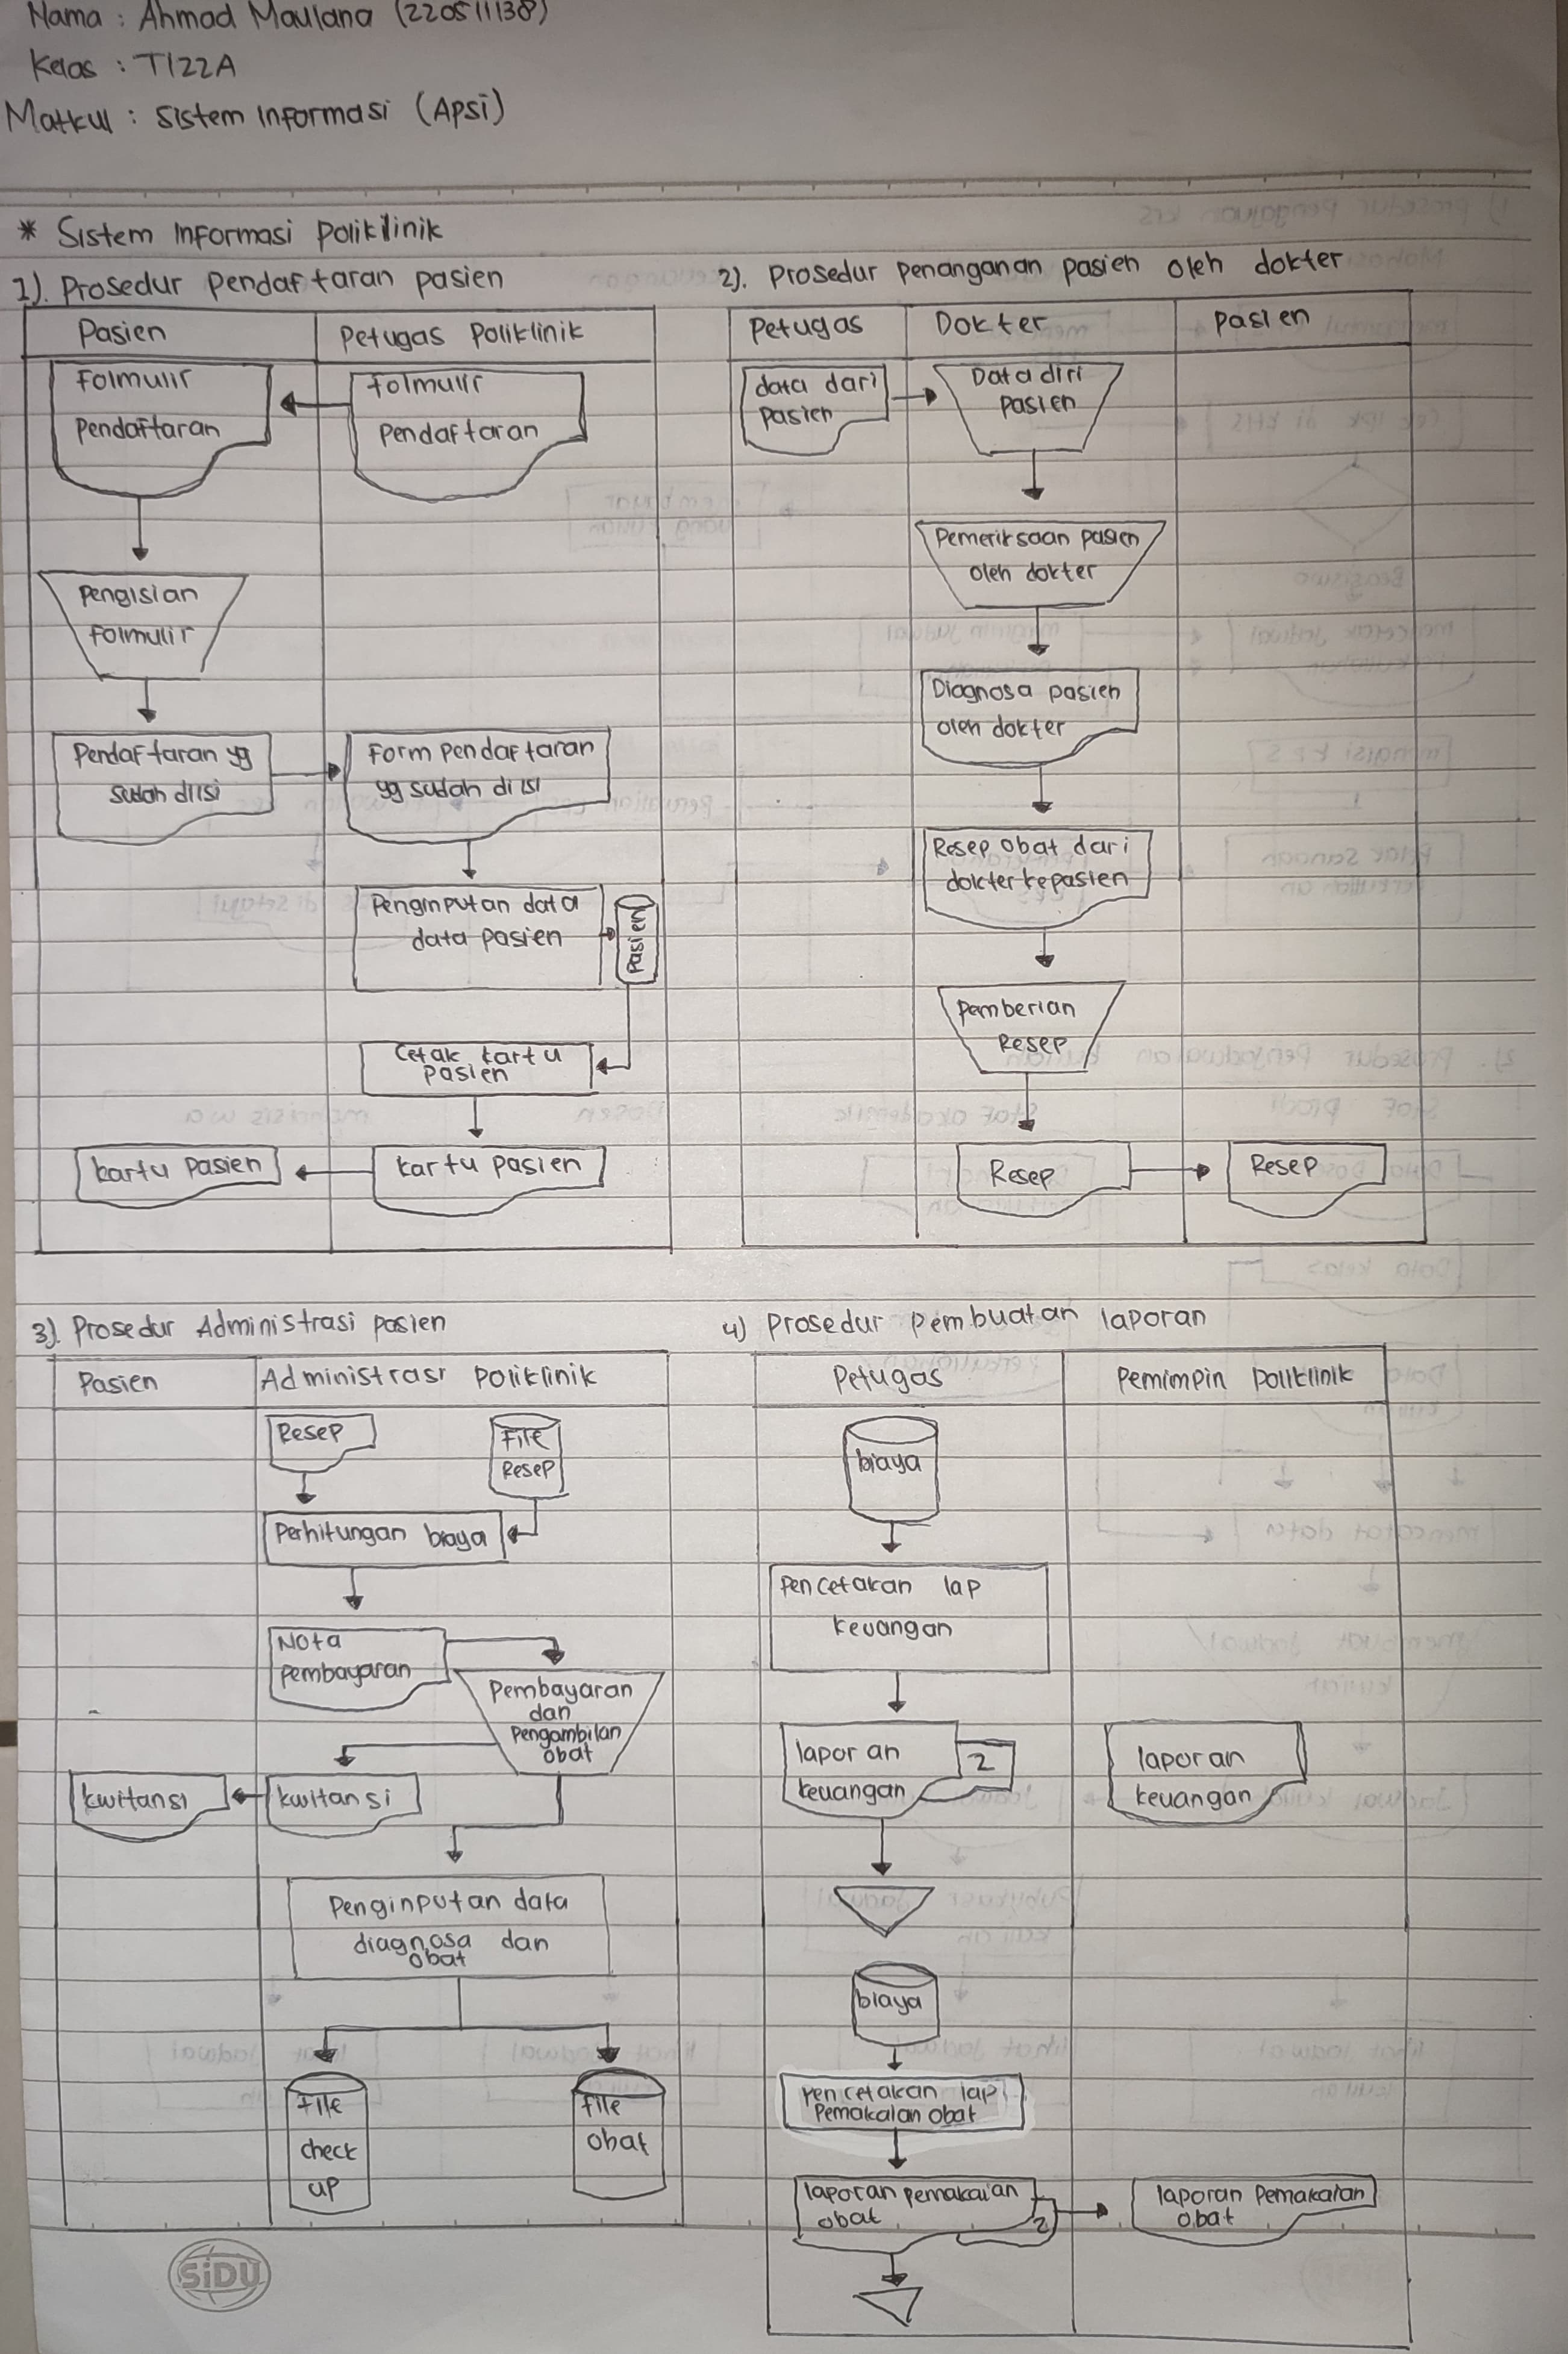 Nama : Ahmad Maulana (220511138)
Kelas : TI22A
Matkul : Sistem Informasi (Apsi)
* Sistem Informasi Poliklinik
1). Prosedur Pendaftaran pasien
Pasien
Petugas Poliklinik
Folmulir
Pendaftaran
Folmulir
Pendaftaran
Pengisian
Folmulir
Pendaftaran yg
sudah diisi
Form pendaftaran
yg sudah diisi
Penginputan data
data pasien
Pasien
Cetak kartu
pasien
kartu pasien
kartu pasien
2). Prosedur penanganan pasien oleh dokter
Petugas
Dokter
Pasien
data dari
pasien
Data diri
pasien
Pemeriksaan pasien
oleh dokter
Diagnosa pasien
oleh dokter
Resep obat dari
dokter kepasien
Pemberian
Resep
Resep
Resep
3). Prosedur Administrasi pasien
Pasien
Administrasi Poliklinik
Resep
File
Resep
Perhitungan biaya
Nota
pembayaran
Pembayaran
dan
Pengambilan
obat
kwitansi
kwitansi
Penginputan data
diagnosa dan
obat
File
check
up
File
obat
4) Prosedur Pembuatan laporan
Petugas
Pemimpin Poliklinik
biaya
Pencetakan lap
keuangan
laporan
keuangan
2
laporan
keuangan
biaya
Pencetakan lap
Pemakaian obat
laporan pemakaian
obat
2
laporan Pemakaian
obat
SiDU